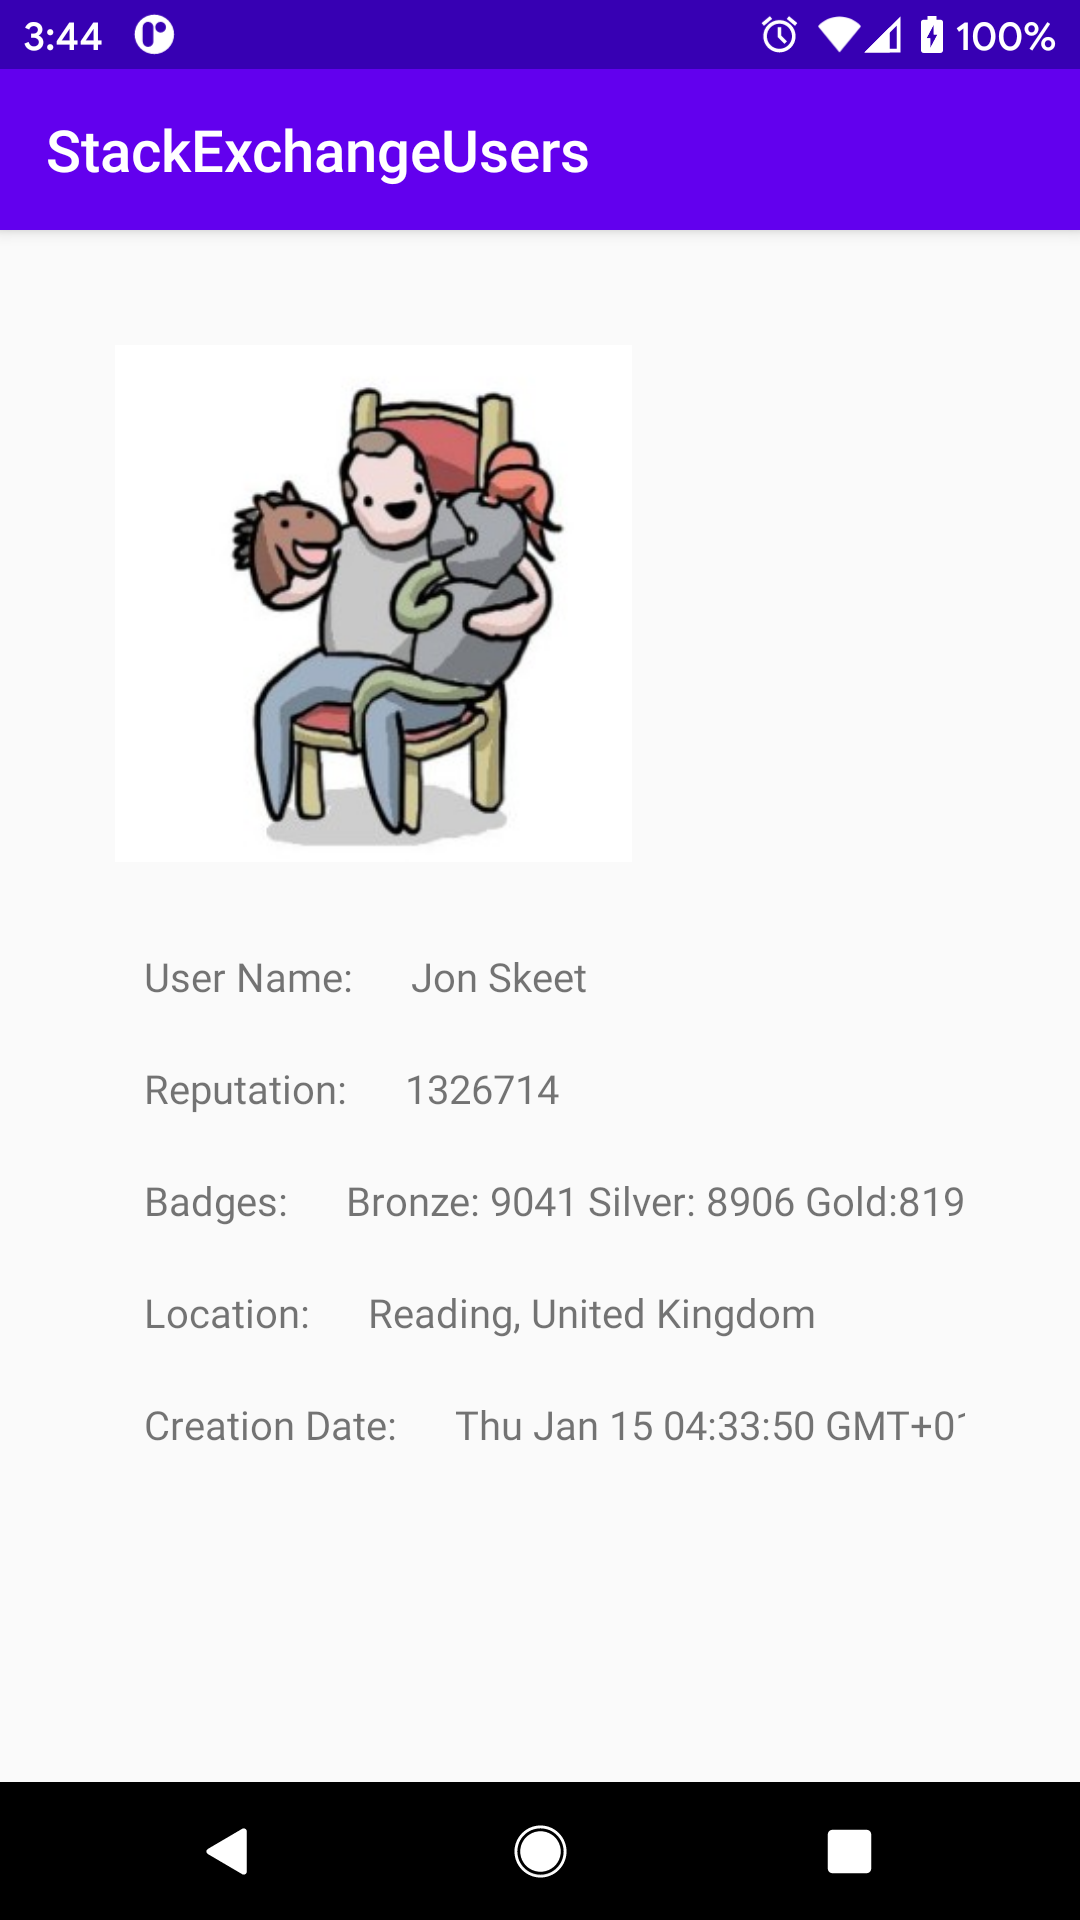 3:44 100%
StackExchangeUsers
User Name: Jon Skeet
Reputation: 1326714
Badges: Bronze: 9041 Silver: 8906 Gold:819
Location: Reading, United Kingdom
Creation Date: Thu Jan 15 04:33:50 GMT+0